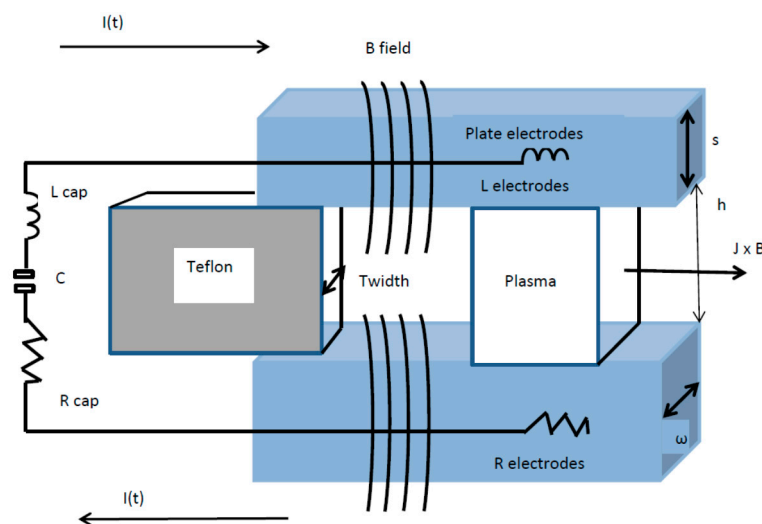 I(t)
B field
Plate electrodes
s
L cap
L electrodes
h
Teflon
J x B
C
Twidth
Plasma
R cap
ω
R electrodes
I(t)